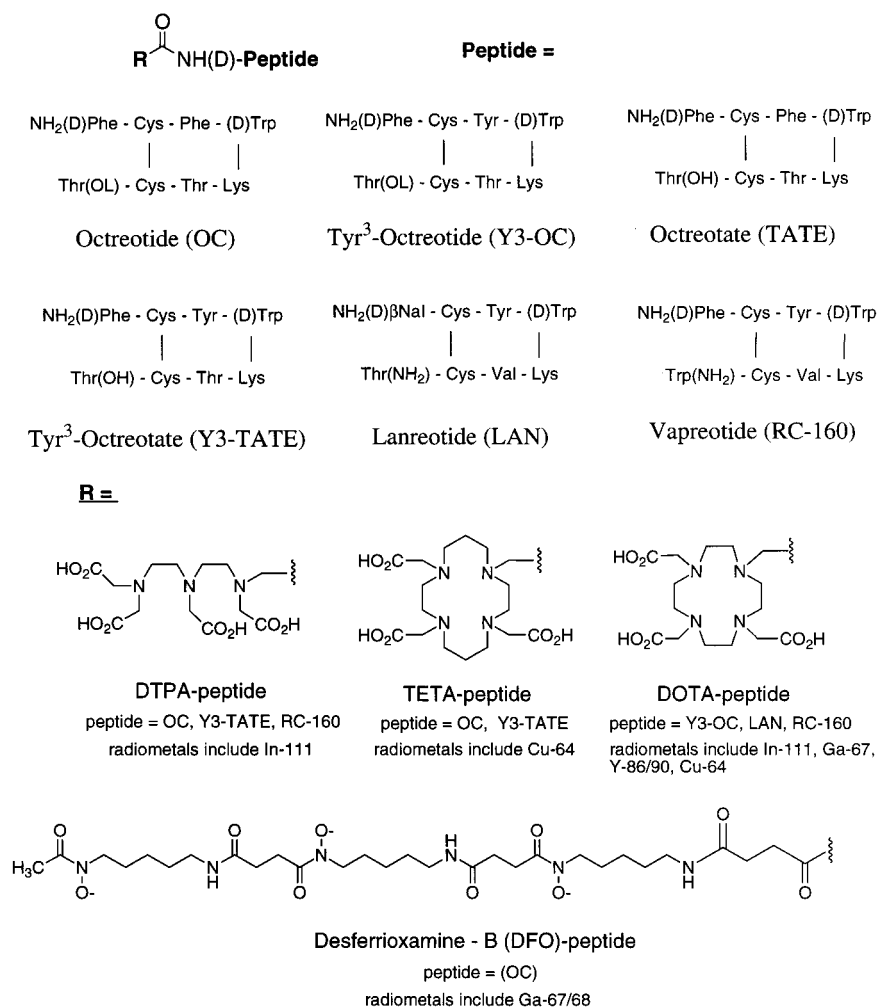 O
R NH(D)-Peptide
Peptide =
NH2(D)Phe - Cys - Phe - (D)Trp
Thr(OL) - Cys - Thr - Lys
Octreotide (OC)
NH2(D)Phe - Cys - Tyr - (D)Trp
Thr(OL) - Cys - Thr - Lys
Tyr3-Octreotide (Y3-OC)
NH2(D)Phe - Cys - Phe - (D)Trp
Thr(OH) - Cys - Thr - Lys
Octreotate (TATE)
NH2(D)Phe - Cys - Tyr - (D)Trp
Thr(OH) - Cys - Thr - Lys
Tyr3-Octreotate (Y3-TATE)
NH2(D)βNal - Cys - Tyr - (D)Trp
Thr(NH2) - Cys - Val - Lys
Lanreotide (LAN)
NH2(D)Phe - Cys - Tyr - (D)Trp
Trp(NH2) - Cys - Val - Lys
Vapreotide (RC-160)
R =
HO2C
N N N
HO2C CO2H CO2H
DTPA-peptide
peptide = OC, Y3-TATE, RC-160
radiometals include In-111
HO2C
N N
N N
HO2C CO2H
TETA-peptide
peptide = OC, Y3-TATE
radiometals include Cu-64
HO2C
N N
N N
HO2C CO2H
DOTA-peptide
peptide = Y3-OC, LAN, RC-160
radiometals include In-111, Ga-67,
Y-86/90, Cu-64
O O O- H O O
H3C N N N N N N
O- H O O O- H O
Desferrioxamine - B (DFO)-peptide
peptide = (OC)
radiometals include Ga-67/68